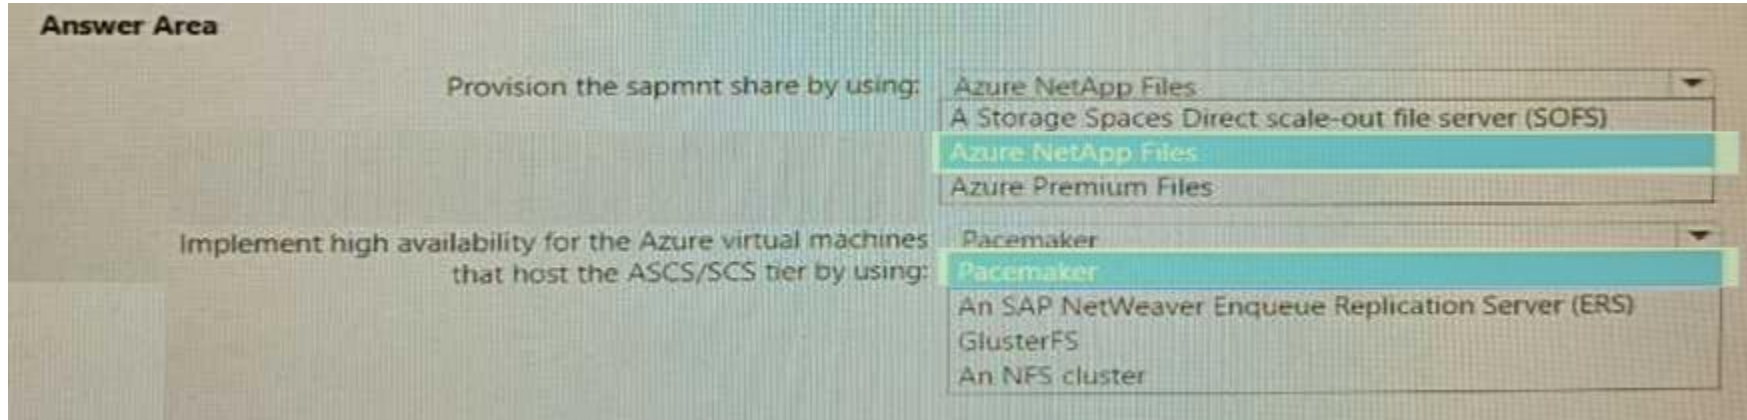 Answer Area
Provision the sapmnt share by using: Azure NetApp Files
A Storage Spaces Direct scale-out file server (SOFS)
Azure NetApp Files
Azure Premium Files
Implement high availability for the Azure virtual machines Pacemaker
that host the ASCS/SCS tier by using: Pacemaker
An SAP NetWeaver Enqueue Replication Server (ERS)
GlusterFS
An NFS cluster